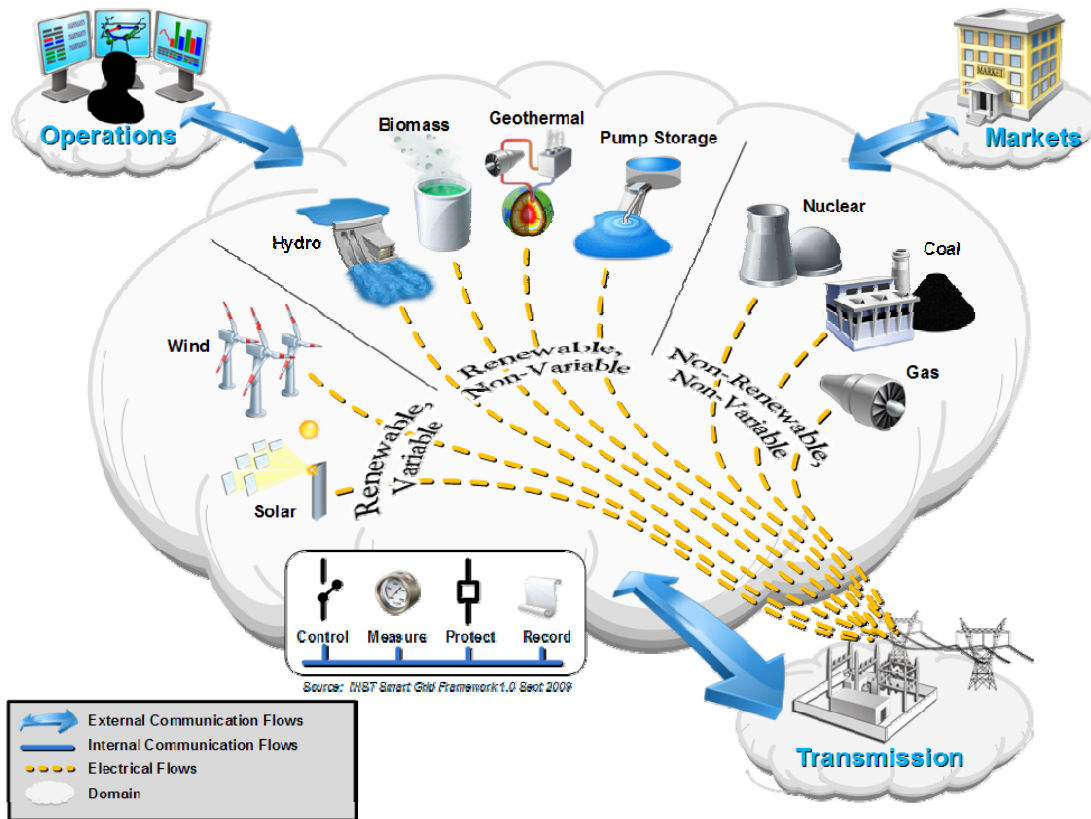 Operations
Markets
MARKET
Biomass
Geothermal
Pump Storage
Hydro
Nuclear
Coal
Wind
Gas
Solar
Renewable,
Variable
Renewable,
Non-Variable
Non-Renewable,
Non-Variable
Control Measure Protect Record
Source: NIST Smart Grid Framework 1.0 Sept 2009
Transmission
External Communication Flows
Internal Communication Flows
Electrical Flows
Domain